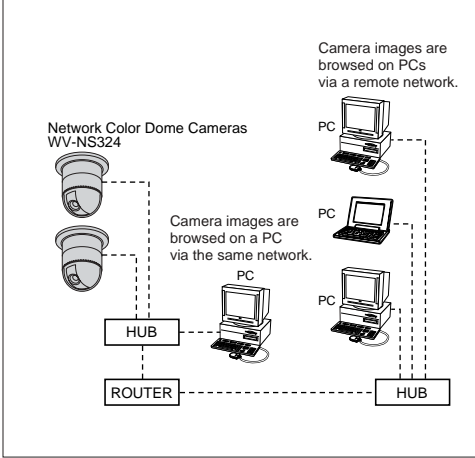 Camera images are
browsed on PCs
via a remote network.
PC
Network Color Dome Cameras
WV-NS324
PC
Camera images are
browsed on a PC
via the same network.
PC
PC
HUB
ROUTER
HUB